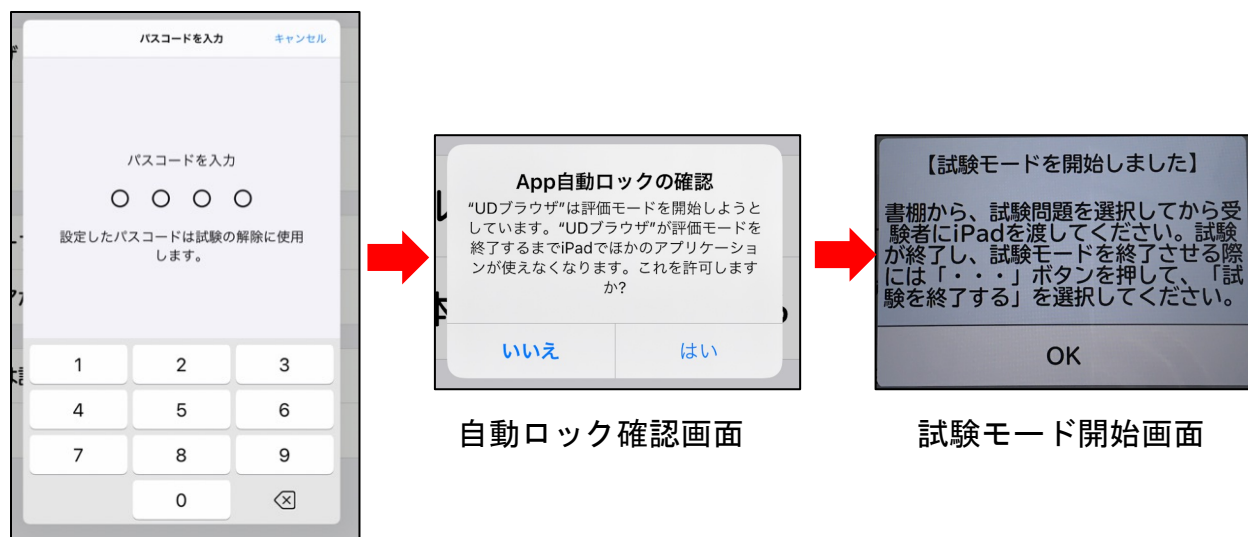 パスコードを入力 キャンセル
パスコードを入力
設定したパスコードは試験の解除に使用
します。
1 2 3
4 5 6
7 8 9
0
App自動ロックの確認
“UDブラウザ”は評価モードを開始しようと
しています。“UDブラウザ”が評価モードを
終了するまでiPadでほかのアプリケーショ
ンが使えなくなります。これを許可します
か?
いいえ はい
自動ロック確認画面
【試験モードを開始しました】
書棚から、試験問題を選択してから受
験者にiPadを渡してください。試験
が終了し、試験モードを終了させる際
には「・・・」ボタンを押して、「試
験を終了する」を選択してください。
OK
試験モード開始画面